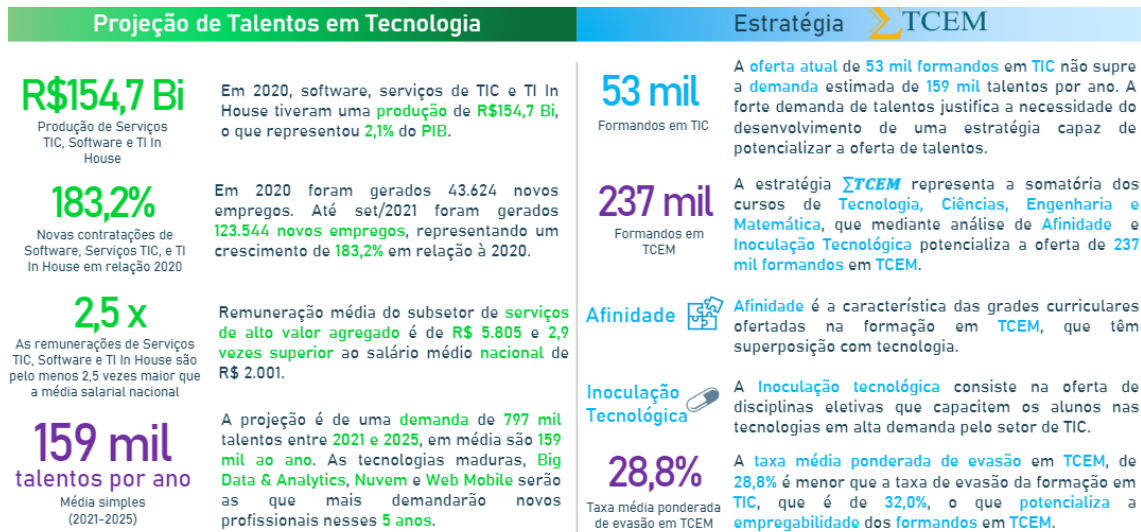 Projeção de Talentos em Tecnologia
R$154,7 Bi
Produção de Serviços
TIC, Software e TI In
House
Em 2020, software, serviços de TIC e TI In
House tiveram uma produção de R$154,7 Bi,
o que representou 2,1% do PIB.
183,2%
Novas contratações de
Software, Serviços TIC, e TI
In House em relação 2020
Em 2020 foram gerados 43.624 novos
empregos. Até set/2021 foram gerados
123.544 novos empregos, representando um
crescimento de 183,2% em relação à 2020.
2,5 x
As remunerações de Serviços
TIC, Software e TI In House são
pelo menos 2,5 vezes maior que
a média salarial nacional
Remuneração média do subsetor de serviços
de alto valor agregado é de R$ 5.805 e 2,9
vezes superior ao salário médio nacional de
R$ 2.001.
159 mil
talentos por ano
Média simples
(2021-2025)
A projeção é de uma demanda de 797 mil
talentos entre 2021 e 2025, em média são 159
mil ao ano. As tecnologias maduras, Big
Data & Analytics, Nuvem e Web Mobile serão
as que mais demandarão novos
profissionais nesses 5 anos.
Estratégia ∑TCEM
53 mil
Formandos em TIC
A oferta atual de 53 mil formandos em TIC não supre
a demanda estimada de 159 mil talentos por ano. A
forte demanda de talentos justifica a necessidade do
desenvolvimento de uma estratégia capaz de
potencializar a oferta de talentos.
237 mil
Formandos em
TCEM
A estratégia ∑TCEM representa a somatória dos
cursos de Tecnologia, Ciências, Engenharia e
Matemática, que mediante análise de Afinidade e
Inoculação Tecnológica potencializa a oferta de 237
mil formandos em TCEM.
Afinidade
Afinidade é a característica das grades curriculares
ofertadas na formação em TCEM, que têm
superposição com tecnologia.
Inoculação
Tecnológica
A Inoculação tecnológica consiste na oferta de
disciplinas eletivas que capacitem os alunos nas
tecnologias em alta demanda pelo setor de TIC.
28,8%
Taxa média ponderada
de evasão em TCEM
A taxa média ponderada de evasão em TCEM, de
28,8% é menor que a taxa de evasão da formação em
TIC, que é de 32,0%, o que potencializa a
empregabilidade dos formandos em TCEM.